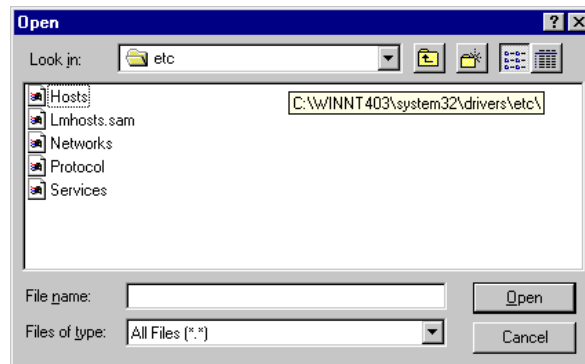 Open
Look in: etc
Hosts
C:\WINNT403\system32\drivers\etc\
Lmhosts.sam
Networks
Protocol
Services
File name: Open
Files of type: All Files (*.*) Cancel